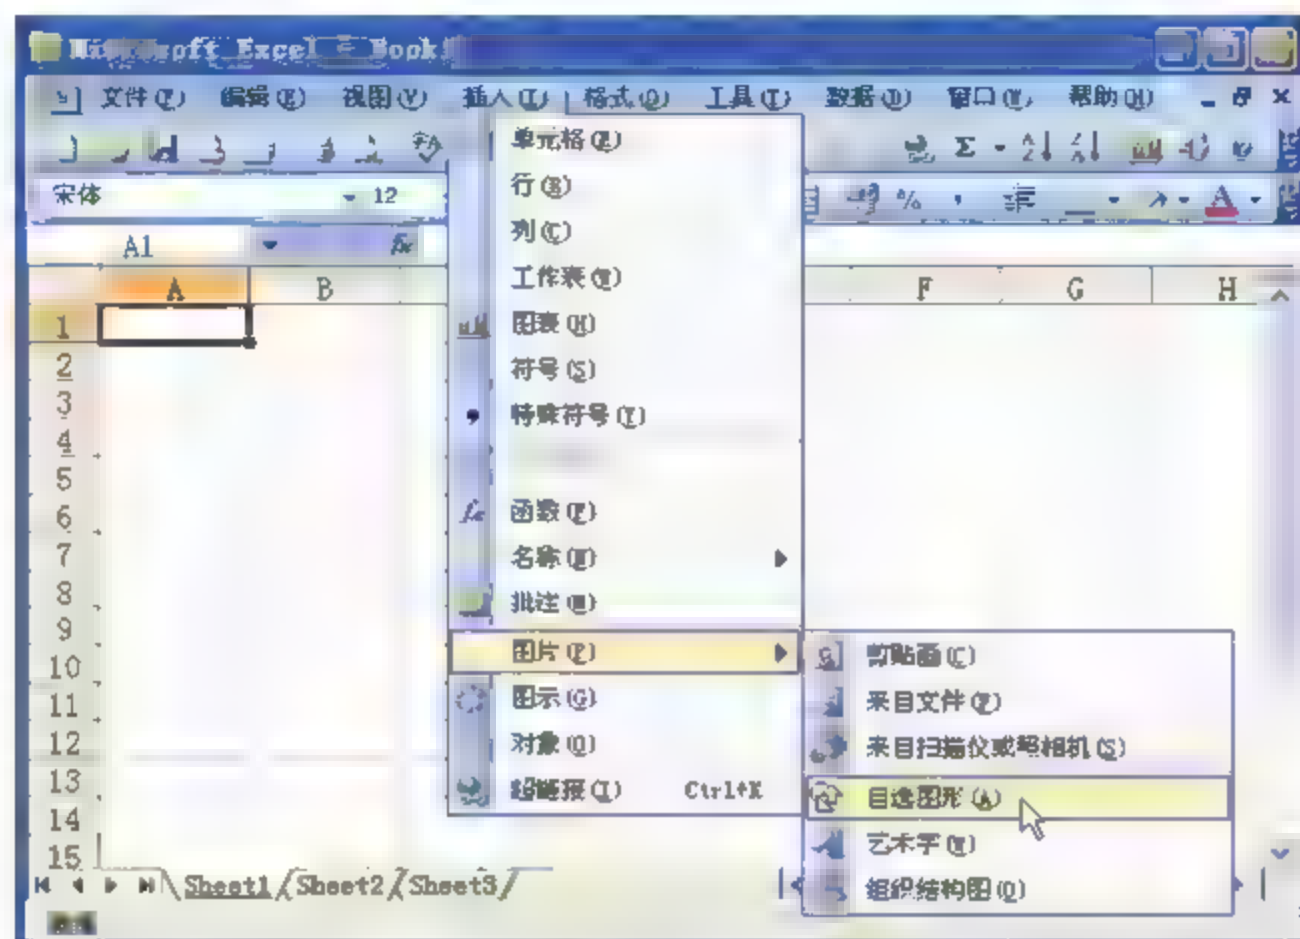 Microsoft Excel - Book1
文件(F) 编辑(E) 视图(V) 插入(I) 格式(O) 工具(T) 数据(D) 窗口(W) 帮助(H)
宋体 12
A1 fx
A B F G H
单元格(E)
行(R)
列(C)
工作表(W)
图表(H)
符号(S)
特殊符号(Y)
函数(F)
名称(N)
批注(M)
图片(P)
图示(G)
对象(O)
超链接(I) Ctrl+K
剪贴画(C)
来自文件(F)
来自扫描仪或照相机(S)
自选图形(A)
艺术字(W)
组织结构图(O)
1
2
3
4
5
6
7
8
9
10
11
12
13
14
15
Sheet1 Sheet2 Sheet3